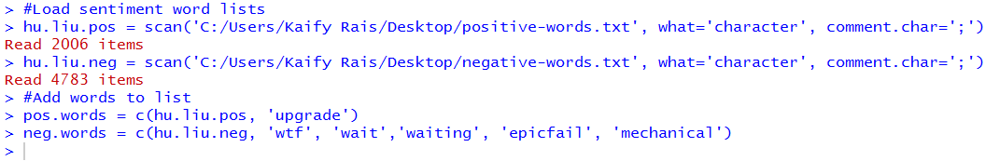 > #Load sentiment word lists
> hu.liu.pos = scan('C:/Users/Kaify Rais/Desktop/positive-words.txt', what='character', comment.char=';')
Read 2006 items
> hu.liu.neg = scan('C:/Users/Kaify Rais/Desktop/negative-words.txt', what='character', comment.char=';')
Read 4783 items
> #Add words to list
> pos.words = c(hu.liu.pos, 'upgrade')
> neg.words = c(hu.liu.neg, 'wtf', 'wait','waiting', 'epicfail', 'mechanical')
>